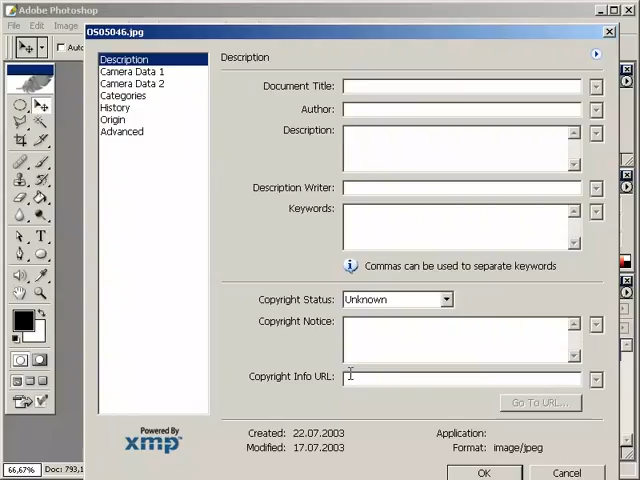 Adobe Photoshop
File Edit Image
OS05046.jpg
Description
Camera Data 1
Camera Data 2
Categories
History
Origin
Advanced
Description
Document Title:
Author:
Description:
Description Writer:
Keywords:
Commas can be used to separate keywords
Copyright Status: Unknown
Copyright Notice:
Copyright Info URL:
Go To URL...
Powered By
xmp
Created: 22.07.2003
Modified: 17.07.2003
Application:
Format: image/jpeg
66,67% Doc: 793,1
OK Cancel